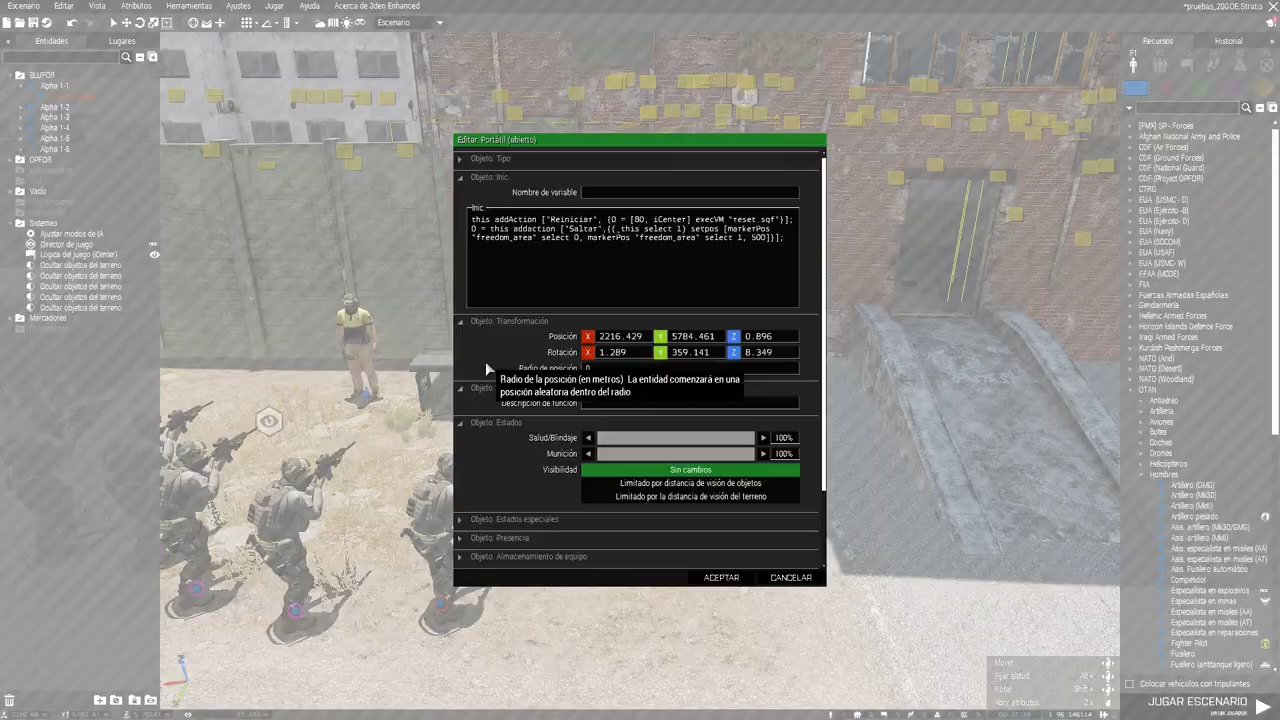 Escenario Editar Vista Atributos Herramientas Ajustes Jugar Ayuda Acerca de 3den Enhanced
*pruebas_20GOE.Stratis
Escenario
Entidades Lugares
BLUFOR
Alpha 1-1
Alpha 1-2
Alpha 1-3
Alpha 1-4
Alpha 1-5
Alpha 1-6
OPFOR
Vacío
Sistemas
Ajustar modos de IA
Director de juego
Lógica del juego (iCenter)
Ocultar objetos del terreno
Ocultar objetos del terreno
Ocultar objetos del terreno
Ocultar objetos del terreno
Ocultar objetos del terreno
Marcadores
Editar: Portátil (abierto)
Objeto: Tipo
Objeto: Inic.
Nombre de variable
Inic.
this addAction ["Reiniciar", {0 = [80, iCenter] execVM "reset.sqf"}];
0 = this addaction ["Saltar",{(_this select 1) setpos [markerPos
"freedom_area" select 0, markerPos "freedom_area" select 1, 500]}];
Objeto: Transformación
Posición X 2216.429 Y 5784.461 Z 0.896
Rotación X 1.289 Y 359.141 Z 8.349
Radio de posición 0
Radio de la posición (en metros). La entidad comenzará en una
posición aleatoria dentro del radio.
Objeto:
Descripción de función
Objeto: Estados
Salud/Blindaje 100%
Munición 100%
Visibilidad Sin cambios
Limitado por distancia de visión de objetos
Limitado por la distancia de visión del terreno
Objeto: Estados especiales
Objeto: Presencia
Objeto: Almacenamiento de equipo
ACEPTAR CANCELAR
Recursos Historial
F1
[FMX] SP - Forces
Afghan National Army and Police
CDF (Air Forces)
CDF (Ground Forces)
CDF (Project OPFOR)
CTRG
EUA (USMC - D)
EUA (Ejército -B)
EUA (Navy)
EUA (SOCOM)
EUA (USAF)
EUA (USMC- W)
FFAA (MODE)
FIA
Fuerzas Armadas Españolas
Gendarmería
Hellenic Armed Forces
Horizon Islands Defence Force
Iraqi Armed Forces
Kurdish Peshmerga Forces
NATO (Arid)
NATO (Desert)
NATO (Woodland)
OTAN
Antiaéreo
Artillería
Aviones
Botes
Coches
Drones
Helicópteros
Hombres
Artillero (GMG)
Artillero (Mk30)
Artillero (Mk6)
Artillero pesado
Asis. artillero (Mk30/GMG)
Asis. artillero (Mk6)
Asis. especialista en misiles (AA)
Asis. especialista en misiles (AT)
Asis. Fusilero automático
Competidor
Especialista en explosivos
Especialista en minas
Especialista en misiles (AA)
Especialista en misiles (AT)
Especialista en reparaciones
Fighter Pilot
Fusilero
Fusilero (antitanque ligero)
Colocar vehículos con tripulantes
JUGAR ESCENARIO
EN UN JUGADOR
Mover
Fijar altitud Alt +
Rotar Shift +
Abrir atributos 2 x